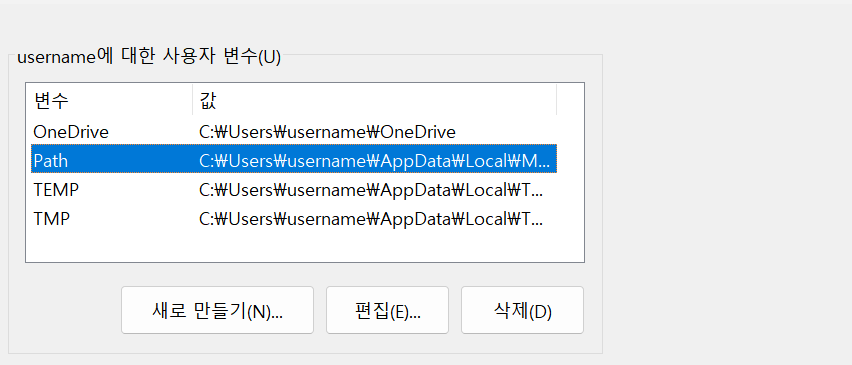 username에 대한 사용자 변수(U)
변수 값
OneDrive C:₩Users₩username₩OneDrive
Path C:₩Users₩username₩AppData₩Local₩M...
TEMP C:₩Users₩username₩AppData₩Local₩T...
TMP C:₩Users₩username₩AppData₩Local₩T...
새로 만들기(N)... 편집(E)... 삭제(D)